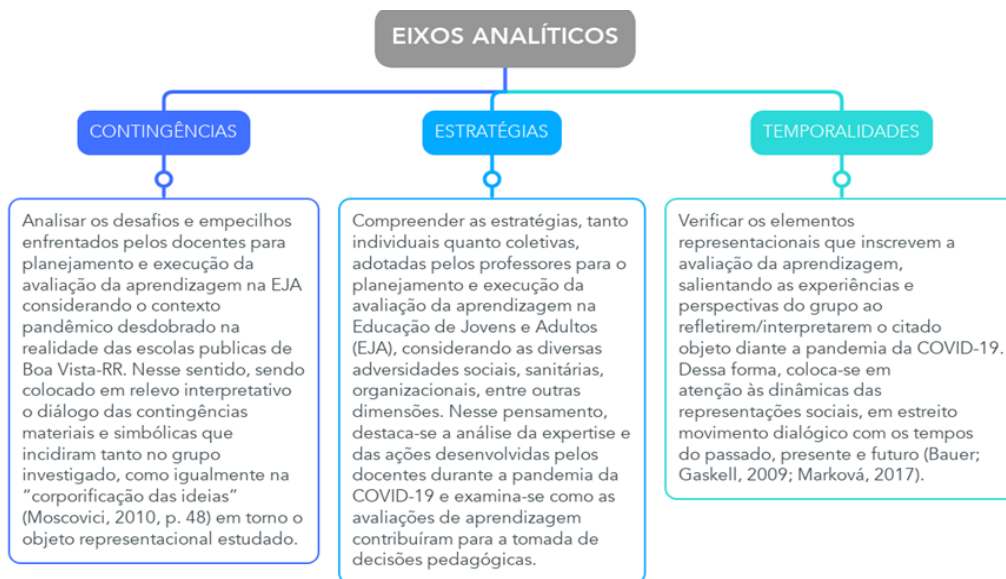 EIXOS ANALÍTICOS
CONTINGÊNCIAS
Analisar os desafios e empecilhos
enfrentados pelos docentes para
planejamento e execução da
avaliação da aprendizagem na EJA
considerando o contexto
pandêmico desdobrado na
realidade das escolas publicas de
Boa Vista-RR. Nesse sentido, sendo
colocado em relevo interpretativo
o diálogo das contingências
materiais e simbólicas que
incidiram tanto no grupo
investigado, como igualmente na
“corporificação das ideias”
(Moscovici, 2010, p. 48) em torno o
objeto representacional estudado.
ESTRATÉGIAS
Compreender as estratégias, tanto
individuais quanto coletivas,
adotadas pelos professores para o
planejamento e execução da
avaliação da aprendizagem na
Educação de Jovens e Adultos
(EJA), considerando as diversas
adversidades sociais, sanitárias,
organizacionais, entre outras
dimensões. Nesse pensamento,
destaca-se a análise da expertise e
das ações desenvolvidas pelos
docentes durante a pandemia da
COVID-19 e examina-se como as
avaliações de aprendizagem
contribuíram para a tomada de
decisões pedagógicas.
TEMPORALIDADES
Verificar os elementos
representacionais que inscrevem a
avaliação da aprendizagem,
salientando as experiências e
perspectivas do grupo ao
refletirem/interpretarem o citado
objeto diante a pandemia da COVID-19.
Dessa forma, coloca-se em
atenção às dinâmicas das
representações sociais, em estreito
movimento dialógico com os tempos
do passado, presente e futuro (Bauer;
Gaskell, 2009; Marková, 2017).